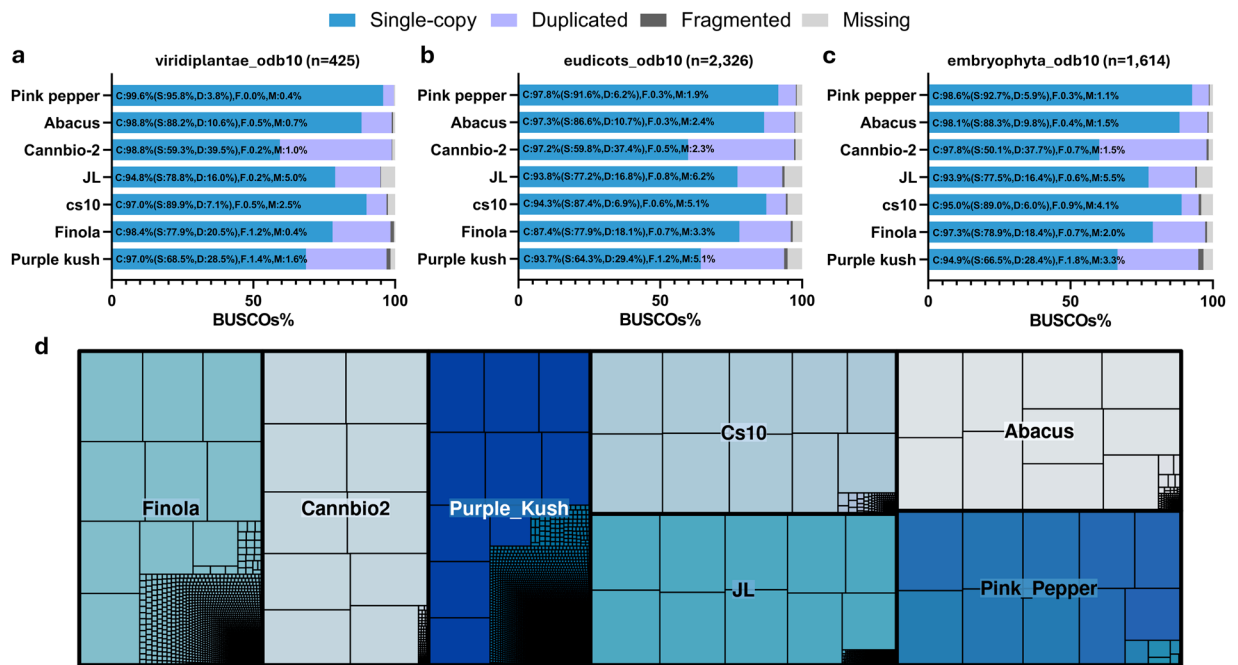 Single-copy Duplicated Fragmented Missing
a
viridiplantae_odb10 (n=425)
Pink pepper C:99.6%(S:95.8%,D:3.8%),F.0.0%,M:0.4%
Abacus C:98.8%(S:88.2%,D:10.6%),F.0.5%,M:0.7%
Cannbio-2 C:98.8%(S:59.3%,D:39.5%),F.0.2%,M:1.0%
JL C:94.8%(S:78.8%,D:16.0%),F.0.2%,M:5.0%
cs10 C:97.0%(S:89.9%,D:7.1%),F.0.5%,M:2.5%
Finola C:98.4%(S:77.9%,D:20.5%),F.1.2%,M:0.4%
Purple kush C:97.0%(S:68.5%,D:28.5%),F.1.4%,M:1.6%
0 50 100
BUSCOs%
b
eudicots_odb10 (n=2,326)
Pink pepper C:97.8%(S:91.6%,D:6.2%),F.0.3%,M:1.9%
Abacus C:97.3%(S:86.6%,D:10.7%),F.0.3%,M:2.4%
Cannbio-2 C:97.2%(S:59.8%,D:37.4%),F.0.5%,M:2.3%
JL C:93.8%(S:77.2%,D:16.8%),F.0.8%,M:6.2%
cs10 C:94.3%(S:87.4%,D:6.9%),F.0.6%,M:5.1%
Finola C:87.4%(S:77.9%,D:18.1%),F.0.7%,M:3.3%
Purple kush C:93.7%(S:64.3%,D:29.4%),F.1.2%,M:5.1%
0 50 100
BUSCOs%
c
embryophyta_odb10 (n=1,614)
Pink pepper C:98.6%(S:92.7%,D:5.9%),F.0.3%,M:1.1%
Abacus C:98.1%(S:88.3%,D:9.8%),F.0.4%,M:1.5%
Cannbio-2 C:97.8%(S:50.1%,D:37.7%),F.0.7%,M:1.5%
JL C:93.9%(S:77.5%,D:16.4%),F.0.6%,M:5.5%
cs10 C:95.0%(S:89.0%,D:6.0%),F.0.9%,M:4.1%
Finola C:97.3%(S:78.9%,D:18.4%),F.0.7%,M:2.0%
Purple kush C:94.9%(S:66.5%,D:28.4%),F.1.8%,M:3.3%
0 50 100
BUSCOs%
d
Finola
Cannbio2
Purple_Kush
Cs10
JL
Abacus
Pink_Pepper